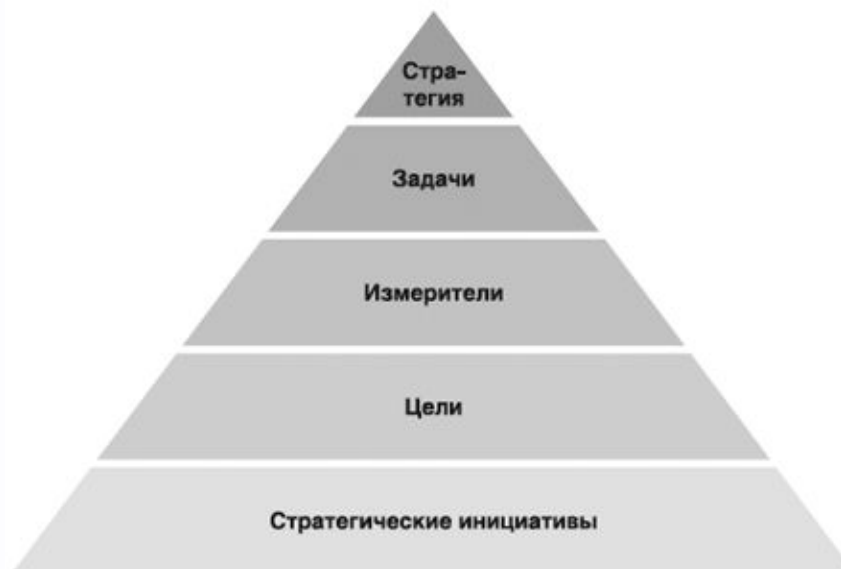 Стра-
тегия
Задачи
Измерители
Цели
Стратегические инициативы